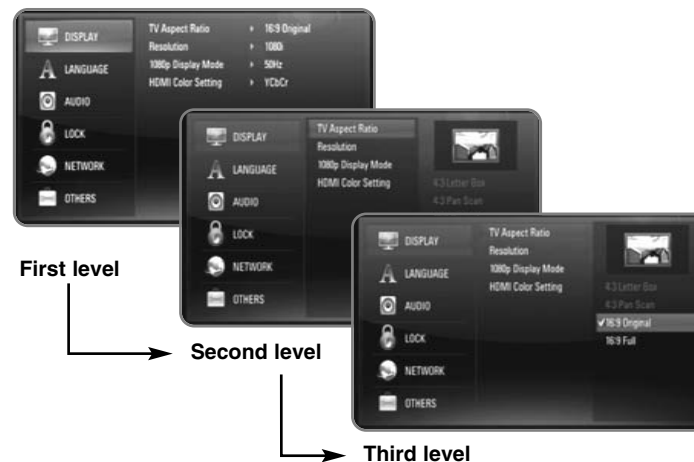 DISPLAY
LANGUAGE
AUDIO
LOCK
NETWORK
OTHERS
TV Aspect Ratio 16:9 Original
Resolution 1080i
1080p Display Mode 50Hz
HDMI Color Setting YCbCr
First level
DISPLAY
LANGUAGE
AUDIO
LOCK
NETWORK
OTHERS
TV Aspect Ratio
Resolution
1080p Display Mode
HDMI Color Setting
4:3 Letter Box
4:3 Pan Scan
Second level
DISPLAY
LANGUAGE
AUDIO
LOCK
NETWORK
OTHERS
TV Aspect Ratio
Resolution
1080p Display Mode
HDMI Color Setting
4:3 Letter Box
4:3 Pan Scan
✓16:9 Original
16:9 Full
Third level